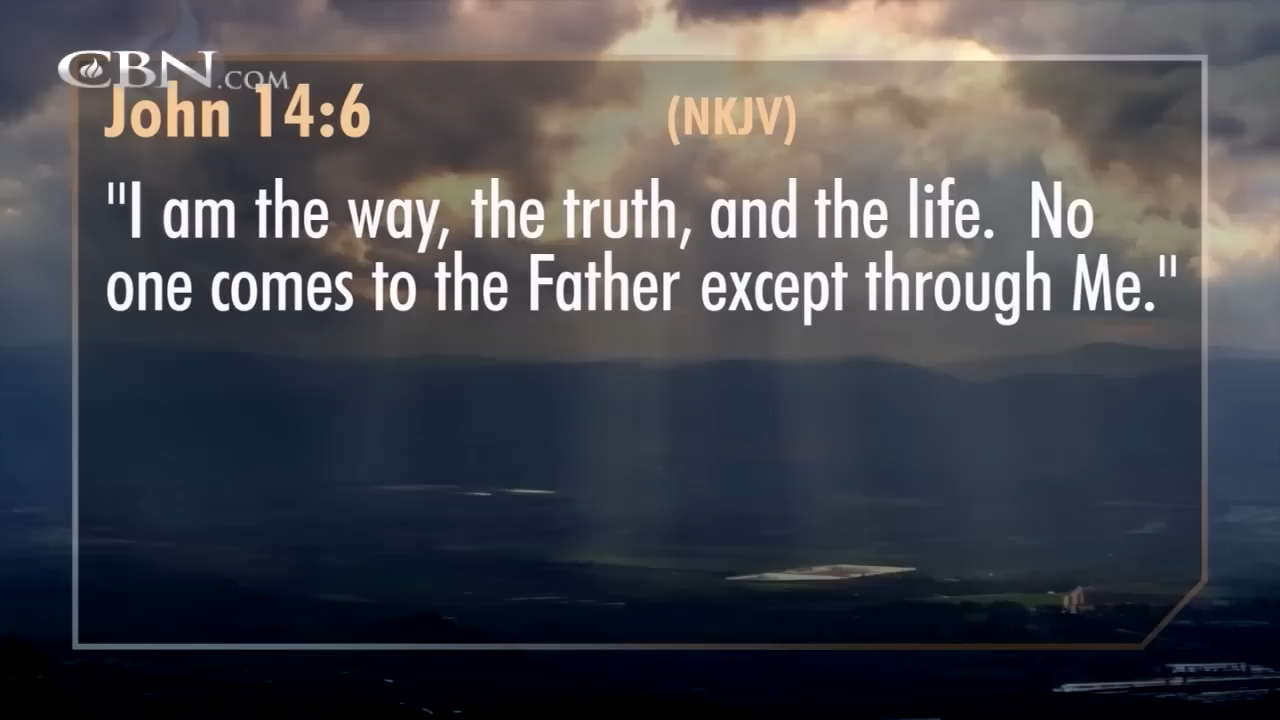 CBN.COM
John 14:6 (NKJV)
"I am the way, the truth, and the life.  No
one comes to the Father except through Me."